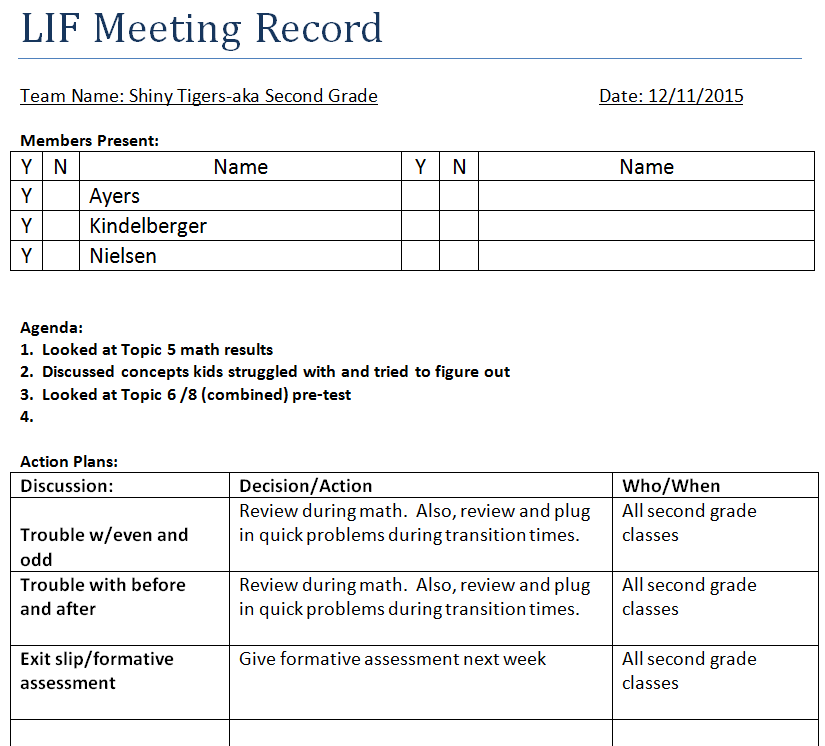 LIF Meeting Record
Team Name: Shiny Tigers-aka Second Grade Date: 12/11/2015
Members Present:
Y N Name Y N Name
Y Ayers
Y Kindelberger
Y Nielsen
Agenda:
1. Looked at Topic 5 math results
2. Discussed concepts kids struggled with and tried to figure out
3. Looked at Topic 6 /8 (combined) pre-test
4.
Action Plans:
Discussion: Decision/Action Who/When
Trouble w/even and
odd
Review during math. Also, review and plug
in quick problems during transition times.
All second grade
classes
Trouble with before
and after
Review during math. Also, review and plug
in quick problems during transition times.
All second grade
classes
Exit slip/formative
assessment
Give formative assessment next week
All second grade
classes